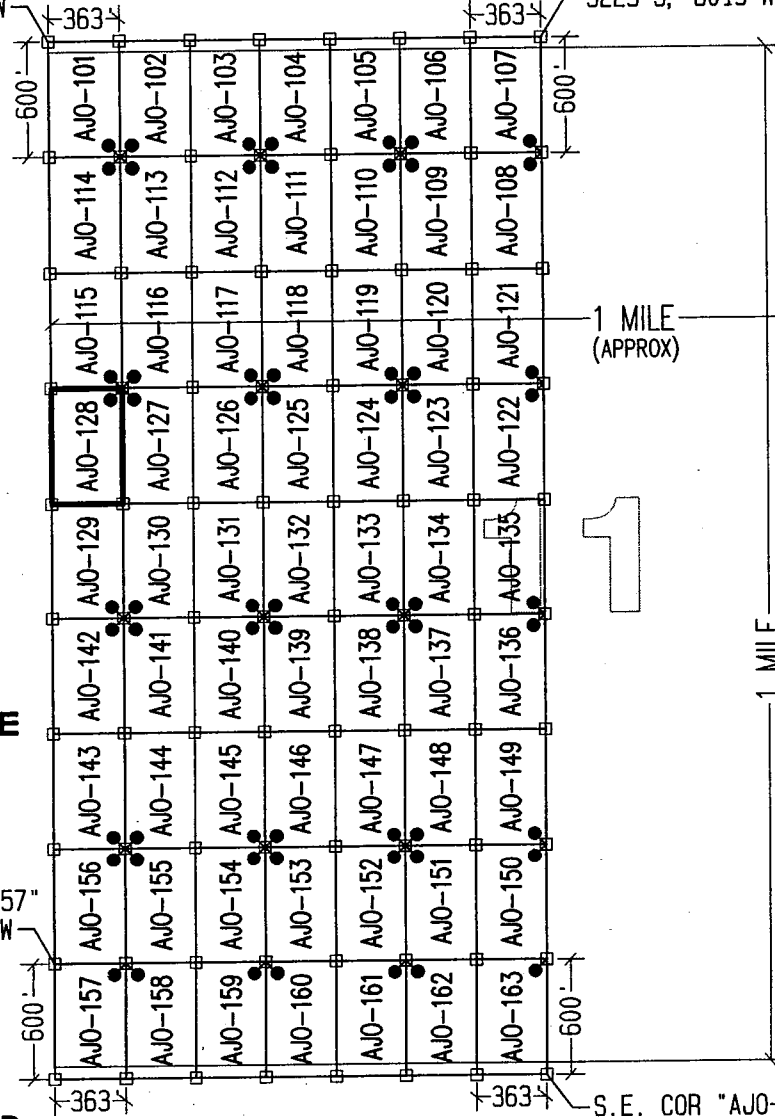 W
363'
363'
S225 S, 8015 W
600'
600'
AJO-101 AJO-102 AJO-103 AJO-104 AJO-105 AJO-106 AJO-107
AJO-114 AJO-113 AJO-112 AJO-111 AJO-110 AJO-109 AJO-108
AJO-115 AJO-116 AJO-117 AJO-118 AJO-119 AJO-120 AJO-121
1 MILE
(APPROX)
AJO-128 AJO-127 AJO-126 AJO-125 AJO-124 AJO-123 AJO-122
AJO-129 AJO-130 AJO-131 AJO-132 AJO-133 AJO-134 AJO-135
1
1
AJO-142 AJO-141 AJO-140 AJO-139 AJO-138 AJO-137 AJO-136
1 MILE
E
AJO-143 AJO-144 AJO-145 AJO-146 AJO-147 AJO-148 AJO-149
AJO-156 AJO-155 AJO-154 AJO-153 AJO-152 AJO-151 AJO-150
57"
W
AJO-157 AJO-158 AJO-159 AJO-160 AJO-161 AJO-162 AJO-163
600'
600'
363'
363'
S.E. COR "AJO-